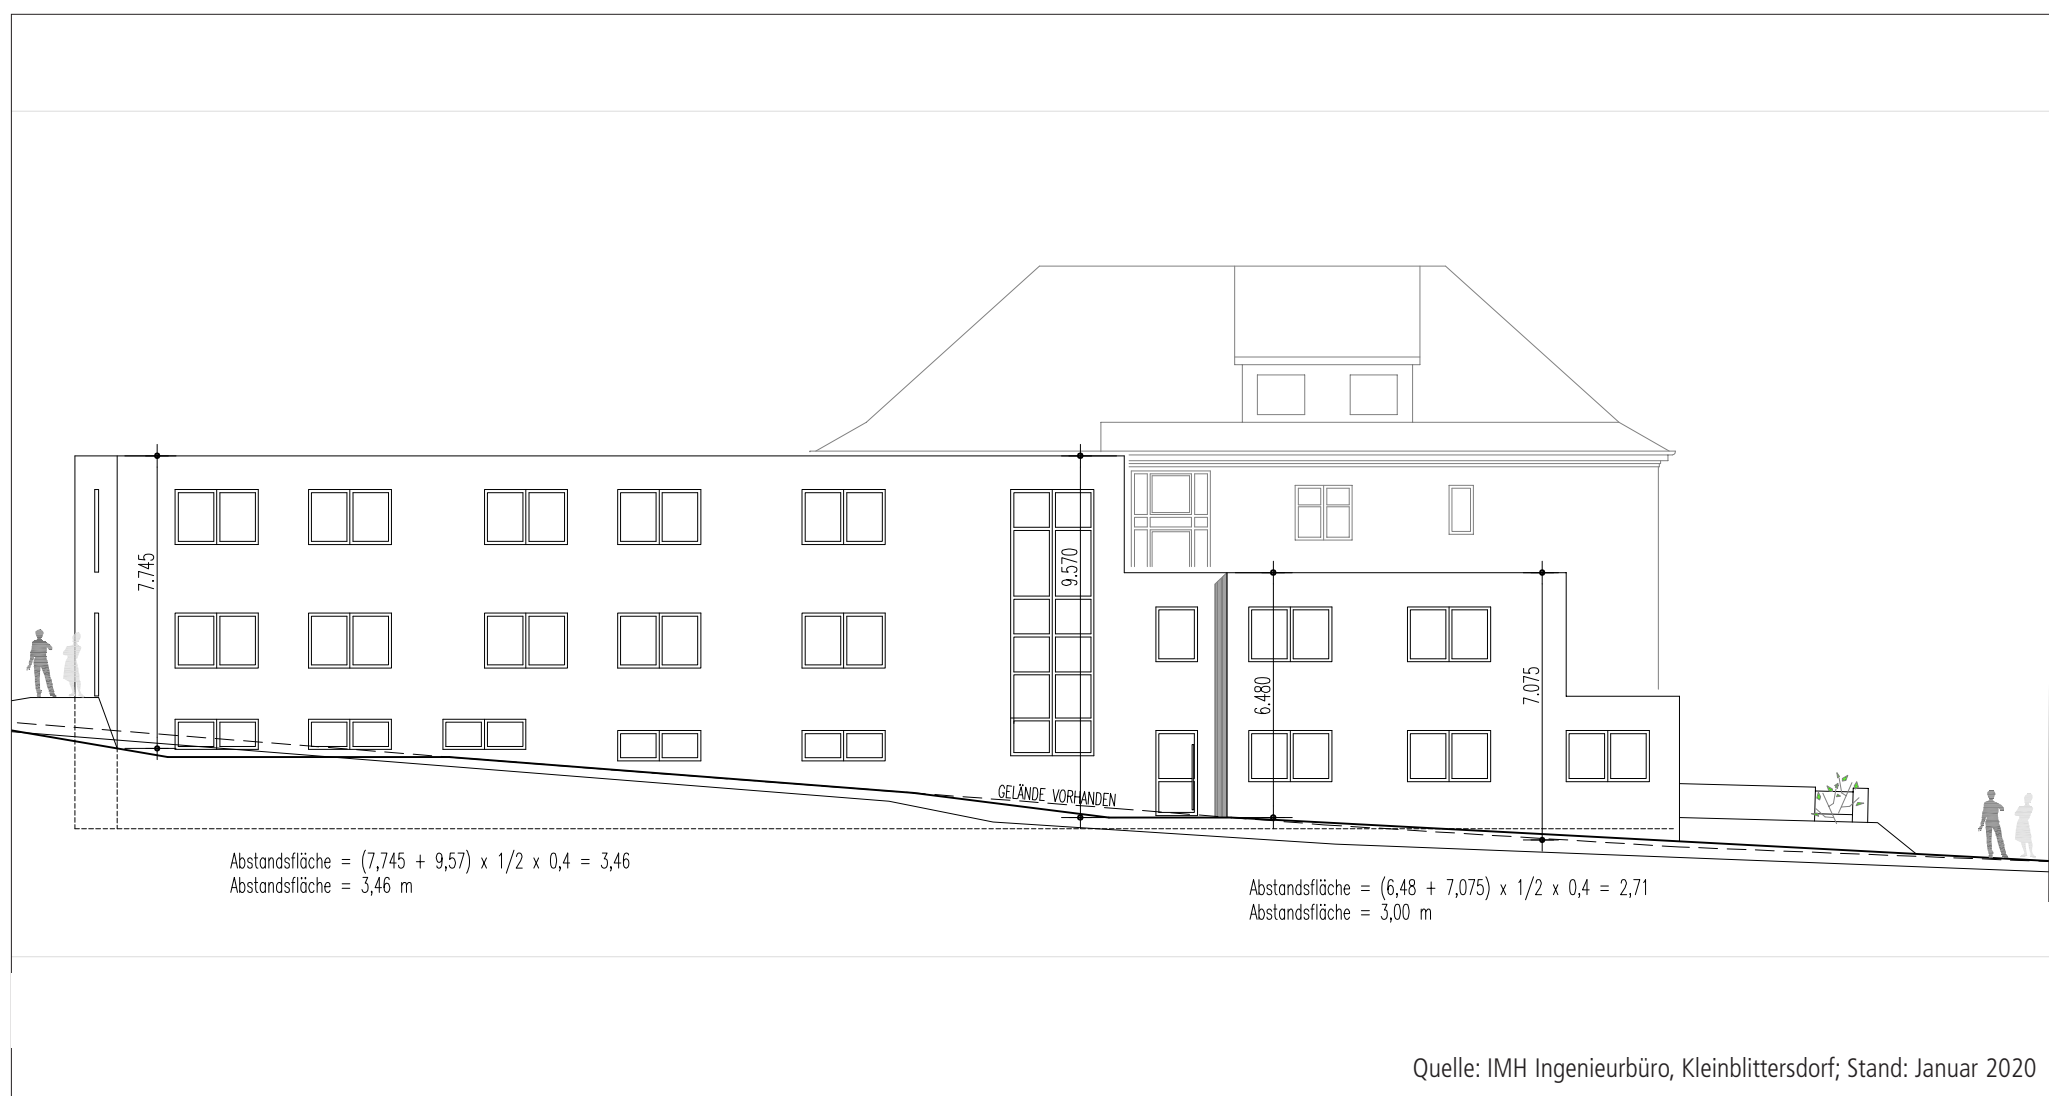 7.745
9.570
6.480
7.075
GELÄNDE VORHANDEN
Abstandsfläche = (7,745 + 9,57) x 1/2 x 0,4 = 3,46
Abstandsfläche = 3,46 m
Abstandsfläche = (6,48 + 7,075) x 1/2 x 0,4 = 2,71
Abstandsfläche = 3,00 m
Quelle: IMH Ingenieurbüro, Kleinblittersdorf; Stand: Januar 2020